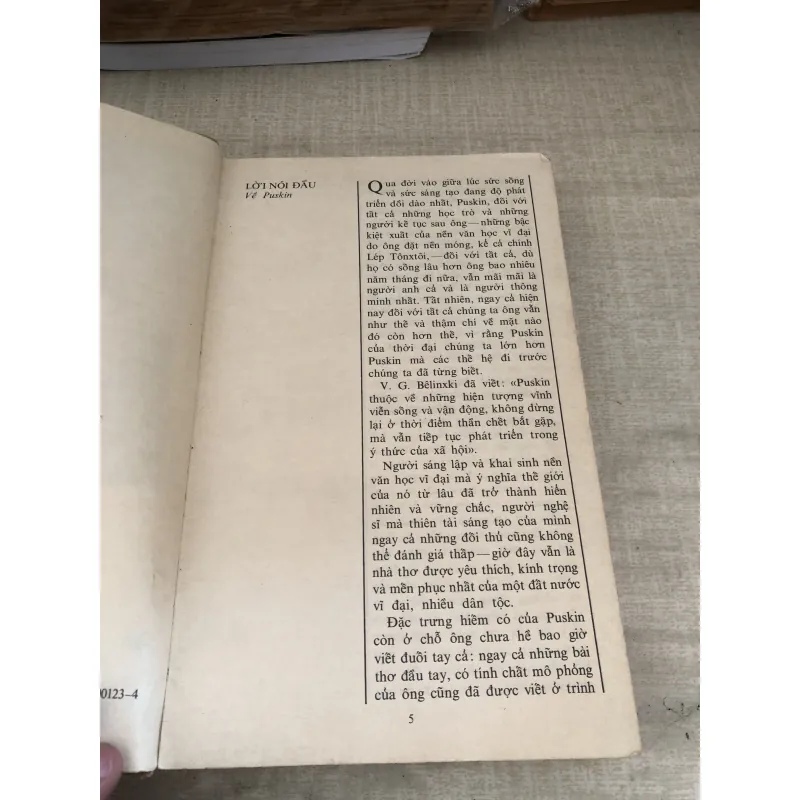 LỜI NÓI ĐẦU
Về Puskin
Qua đời vào giữa lúc sức sống
và sức sáng tạo đang độ phát
triển dồi dào nhất, Puskin, đối với
tất cả những học trò và những
người kế tục sau ông—những bậc
kiệt xuất của nền văn học vĩ đại
do ông đặt nền móng, kể cả chính
Lép Tônxtôi,—đối với tất cả, dù
họ có sống lâu hơn ông bao nhiêu
năm tháng đi nữa, vẫn mãi mãi là
người anh cả và là người thông
minh nhất. Tất nhiên, ngay cả hiện
nay đối với tất cả chúng ta ông vẫn
như thế và thậm chí về mặt nào
đó còn hơn thế, vì rằng Puskin
của thời đại chúng ta lớn hơn
Puskin mà các thế hệ đi trước
chúng ta đã từng biết.
V. G. Bêlinxki đã viết: «Puskin
thuộc về những hiện tượng vĩnh
viễn sống và vận động, không dừng
lại ở thời điểm thần chết bắt gặp,
mà vẫn tiếp tục phát triển trong
ý thức của xã hội».
Người sáng lập và khai sinh nền
văn học vĩ đại mà ý nghĩa thế giới
của nó từ lâu đã trở thành hiển
nhiên và vững chắc, người nghệ
sĩ mà thiên tài sáng tạo của mình
ngay cả những đối thủ cũng không
thể đánh giá thấp—giờ đây vẫn là
nhà thơ được yêu thích, kính trọng
và mến phục nhất của một đất nước
vĩ đại, nhiều dân tộc.
Đặc trưng hiếm có của Puskin
còn ở chỗ ông chưa hề bao giờ
viết đuối tay cả: ngay cả những bài
thơ đầu tay, có tính chất mô phỏng
của ông cũng đã được viết ở trình
5
00123–4